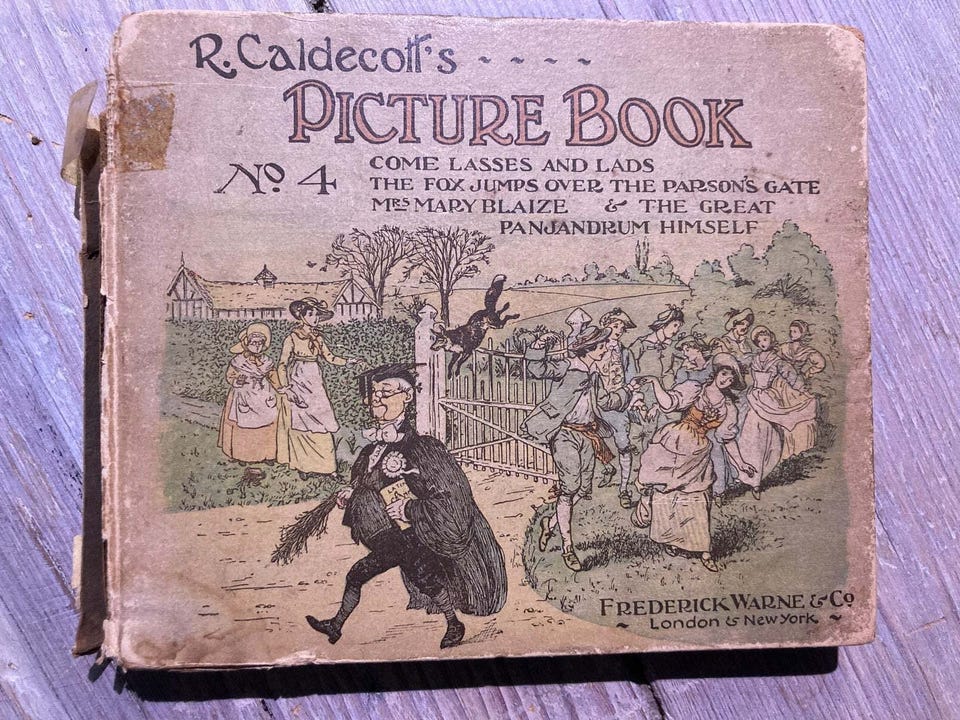 R. Caldecott's - - - -
PICTURE BOOK
No 4
COME LASSES AND LADS
THE FOX JUMPS OVER THE PARSON'S GATE
MRS MARY BLAIZE & THE GREAT
PANJANDRUM HIMSELF
FREDERICK WARNE & Co
~ London & New York ~